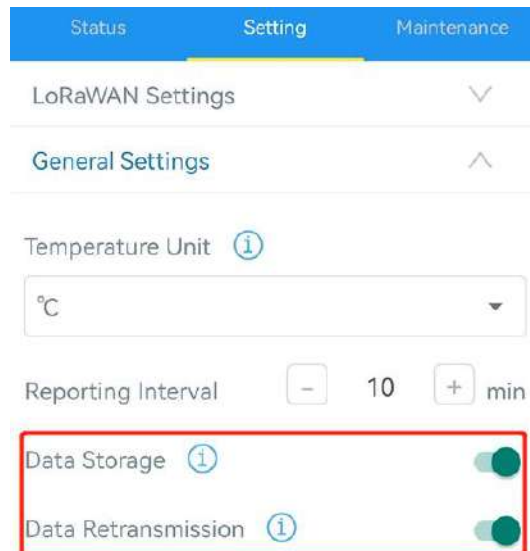 Status Setting Maintenance
LoRaWAN Settings
General Settings
Temperature Unit
℃
Reporting Interval - 10 + min
Data Storage
Data Retransmission